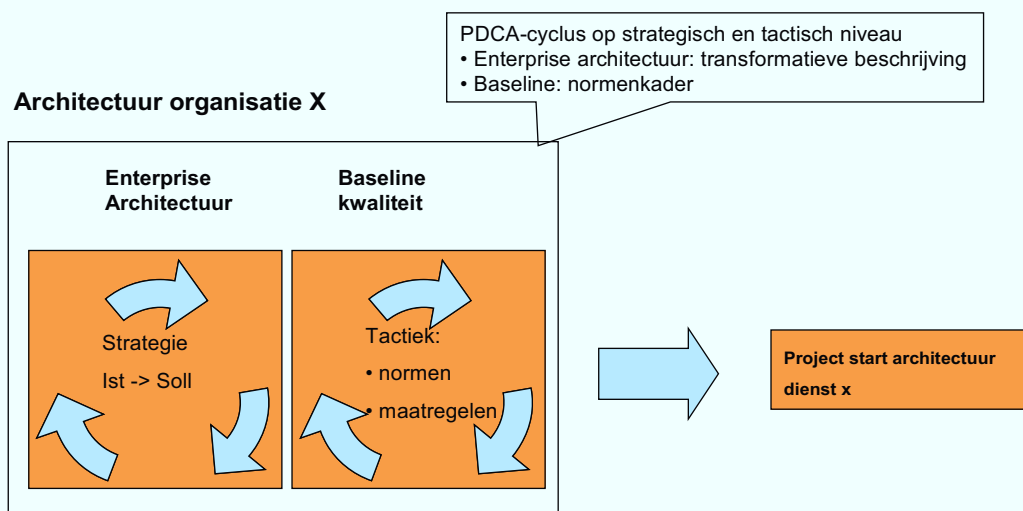 PDCA-cyclus op strategisch en tactisch niveau
• Enterprise architectuur: transformatieve beschrijving
• Baseline: normenkader
Architectuur organisatie X
Enterprise
Architectuur
Baseline
kwaliteit
Strategie
Ist -> Soll
Tactiek:
• normen
• maatregelen
Project start architectuur
dienst x